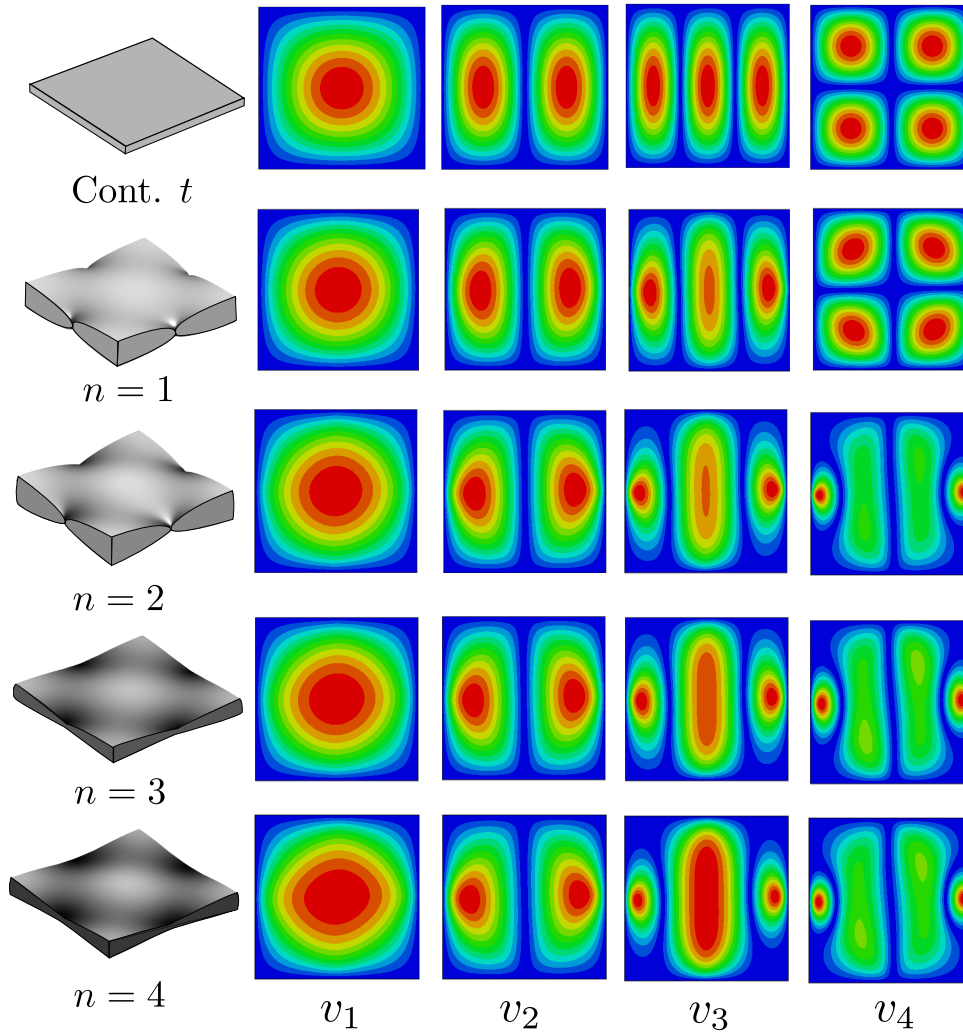 Cont. t
n = 1
n = 2
n = 3
n = 4
v₁ v₂ v₃ v₄